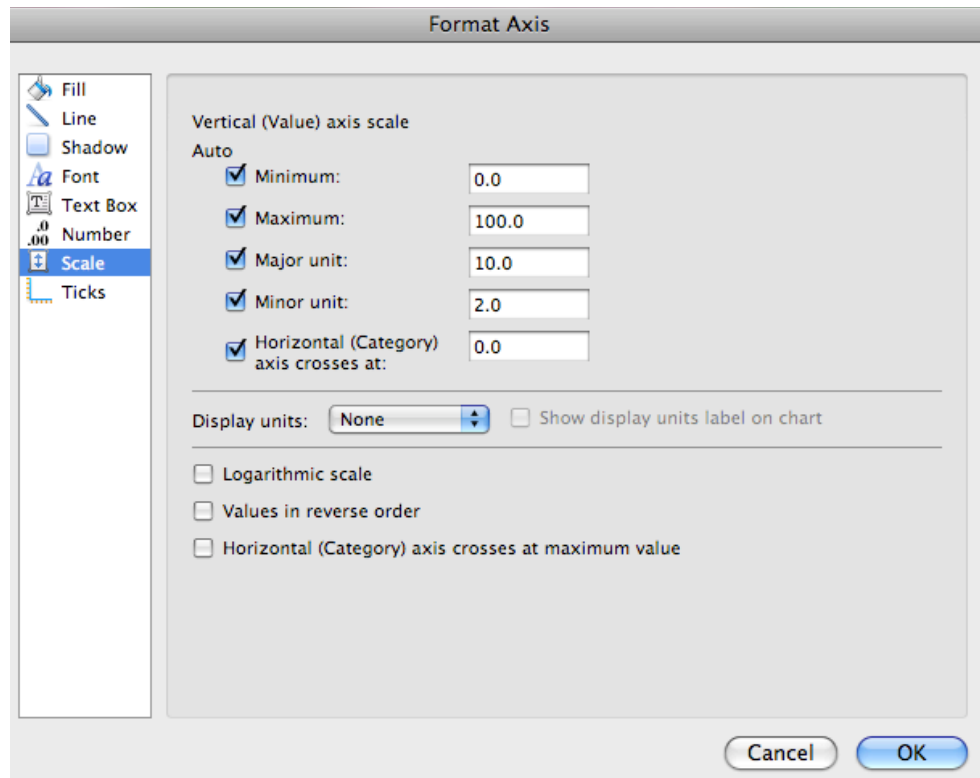 Format Axis
Fill
Line
Shadow
Font
Text Box
Number
Scale
Ticks
Vertical (Value) axis scale
Auto
Minimum: 0.0
Maximum: 100.0
Major unit: 10.0
Minor unit: 2.0
Horizontal (Category)
axis crosses at: 0.0
Display units: None Show display units label on chart
Logarithmic scale
Values in reverse order
Horizontal (Category) axis crosses at maximum value
Cancel OK